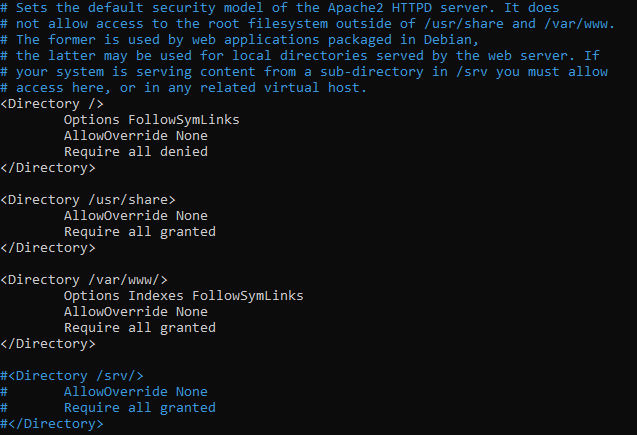 # Sets the default security model of the Apache2 HTTPD server. It does
# not allow access to the root filesystem outside of /usr/share and /var/www.
# The former is used by web applications packaged in Debian,
# the latter may be used for local directories served by the web server. If
# your system is serving content from a sub-directory in /srv you must allow
# access here, or in any related virtual host.
<Directory />
        Options FollowSymLinks
        AllowOverride None
        Require all denied
</Directory>

<Directory /usr/share>
        AllowOverride None
        Require all granted
</Directory>

<Directory /var/www/>
        Options Indexes FollowSymLinks
        AllowOverride None
        Require all granted
</Directory>

#<Directory /srv/>
#       AllowOverride None
#       Require all granted
#</Directory>